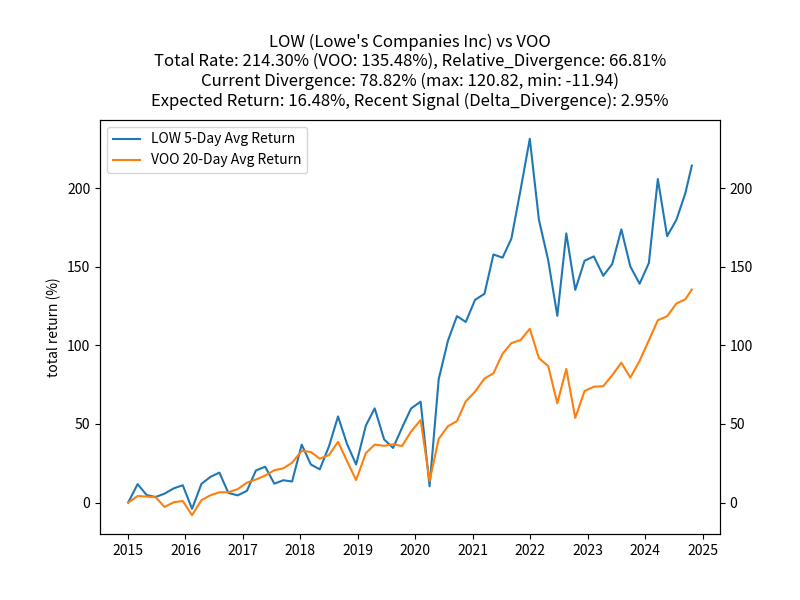 LOW (Lowe's Companies Inc) vs VOO
Total Rate: 214.30% (VOO: 135.48%), Relative_Divergence: 66.81%
Current Divergence: 78.82% (max: 120.82, min: -11.94)
Expected Return: 16.48%, Recent Signal (Delta_Divergence): 2.95%
LOW 5-Day Avg Return
VOO 20-Day Avg Return
total return (%)
200
150
100
50
0
200
150
100
50
0
2015 2016 2017 2018 2019 2020 2021 2022 2023 2024 2025